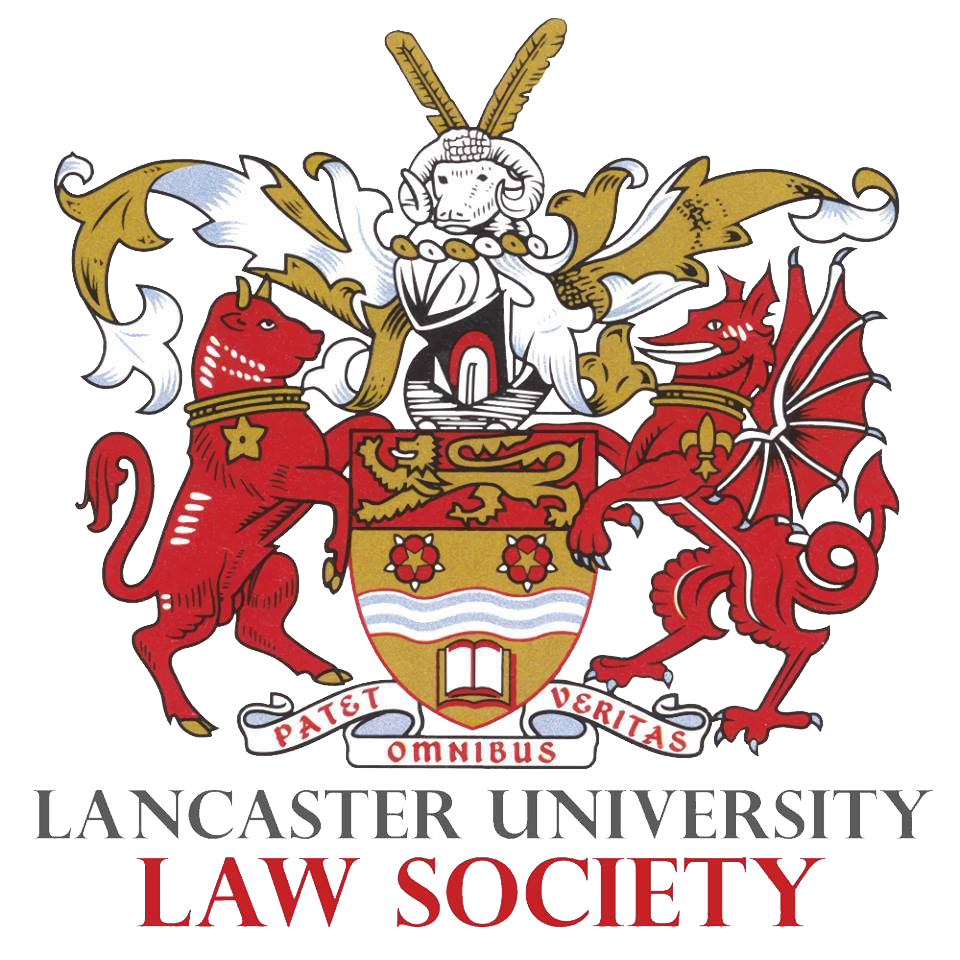 PATET OMNIBUS VERITAS
LANCASTER UNIVERSITY
LAW SOCIETY